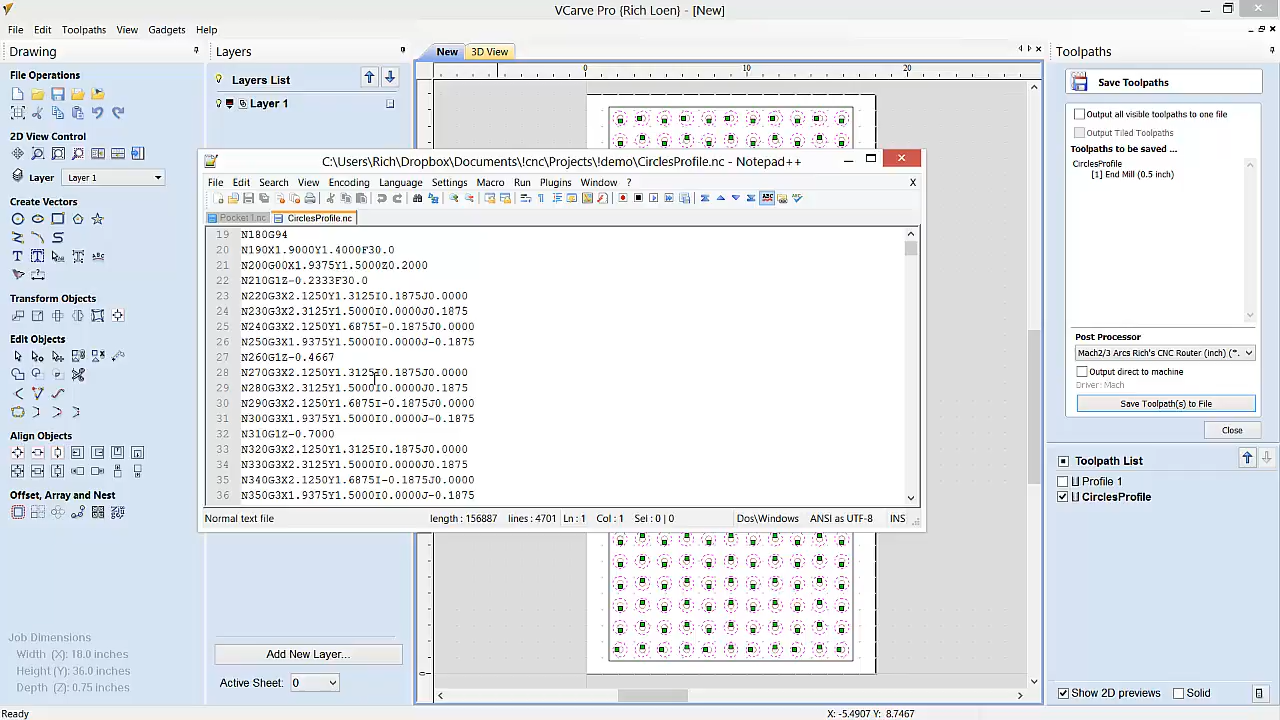 VCarve Pro {Rich Loen} - [New]
File Edit Toolpaths View Gadgets Help
Drawing
File Operations
2D View Control
Layer Layer 1
Create Vectors
Transform Objects
Edit Objects
Align Objects
Offset, Array and Nest
Job Dimensions
Width (X): 18.0 inches
Height (Y): 36.0 inches
Depth (Z): 0.75 inches
Ready
Layers
Layers List
Layer 1
Add New Layer...
Active Sheet: 0
New 3D View
0 10 20
C:\Users\Rich\Dropbox\Documents\!cnc\Projects\!demo\CirclesProfile.nc - Notepad++
File Edit Search View Encoding Language Settings Macro Run Plugins Window ? X
Pocket I.nc CirclesProfile.nc
19 N180G94
20 N190X1.9000Y1.4000F30.0
21 N200G00X1.9375Y1.5000Z0.2000
22 N210G1Z-0.2333F30.0
23 N220G3X2.1250Y1.3125I0.1875J0.0000
24 N230G3X2.3125Y1.5000I0.0000J0.1875
25 N240G3X2.1250Y1.6875I-0.1875J0.0000
26 N250G3X1.9375Y1.5000I0.0000J-0.1875
27 N260G1Z-0.4667
28 N270G3X2.1250Y1.3125I0.1875J0.0000
29 N280G3X2.3125Y1.5000I0.0000J0.1875
30 N290G3X2.1250Y1.6875I-0.1875J0.0000
31 N300G3X1.9375Y1.5000I0.0000J-0.1875
32 N310G1Z-0.7000
33 N320G3X2.1250Y1.3125I0.1875J0.0000
34 N330G3X2.3125Y1.5000I0.0000J0.1875
35 N340G3X2.1250Y1.6875I-0.1875J0.0000
36 N350G3X1.9375Y1.5000I0.0000J-0.1875
Normal text file length : 156887 lines : 4701 Ln : 1 Col : 1 Sel : 0 | 0 Dos\Windows ANSI as UTF-8 INS
0
X: -5.4907 Y: 8.7467
Toolpaths
Save Toolpaths
Output all visible toolpaths to one file
Output Tiled Toolpaths
Toolpaths to be saved ...
CirclesProfile
[1] End Mill (0.5 inch)
Post Processor
Mach2/3 Arcs Rich's CNC Router (inch) (*.
Output direct to machine
Driver: Mach
Save Toolpath(s) to File
Close
Toolpath List
Profile 1
CirclesProfile
Show 2D previews Solid